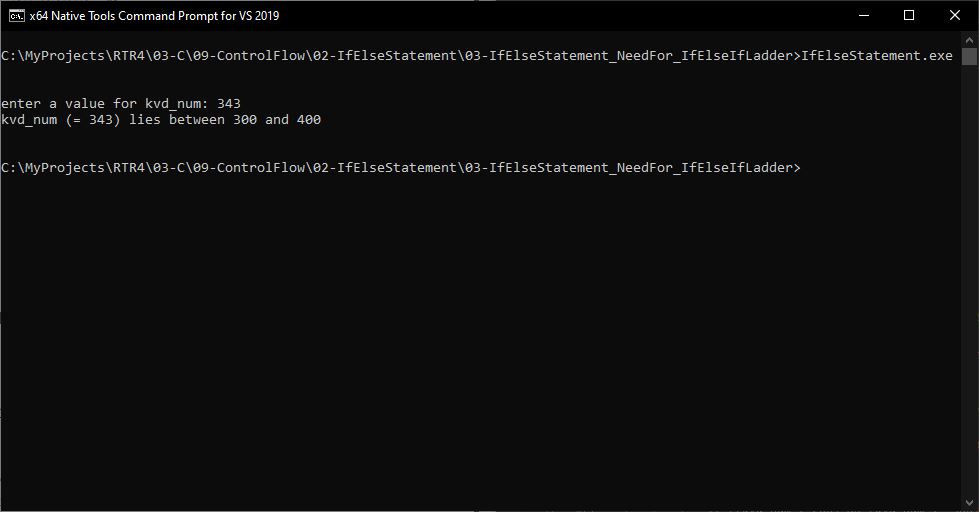 x64 Native Tools Command Prompt for VS 2019
C:\MyProjects\RTR4\03-C\09-ControlFlow\02-IfElseStatement\03-IfElseStatement_NeedFor_IfElseIfLadder>IfElseStatement.exe
enter a value for kvd_num: 343
kvd_num (= 343) lies between 300 and 400
C:\MyProjects\RTR4\03-C\09-ControlFlow\02-IfElseStatement\03-IfElseStatement_NeedFor_IfElseIfLadder>